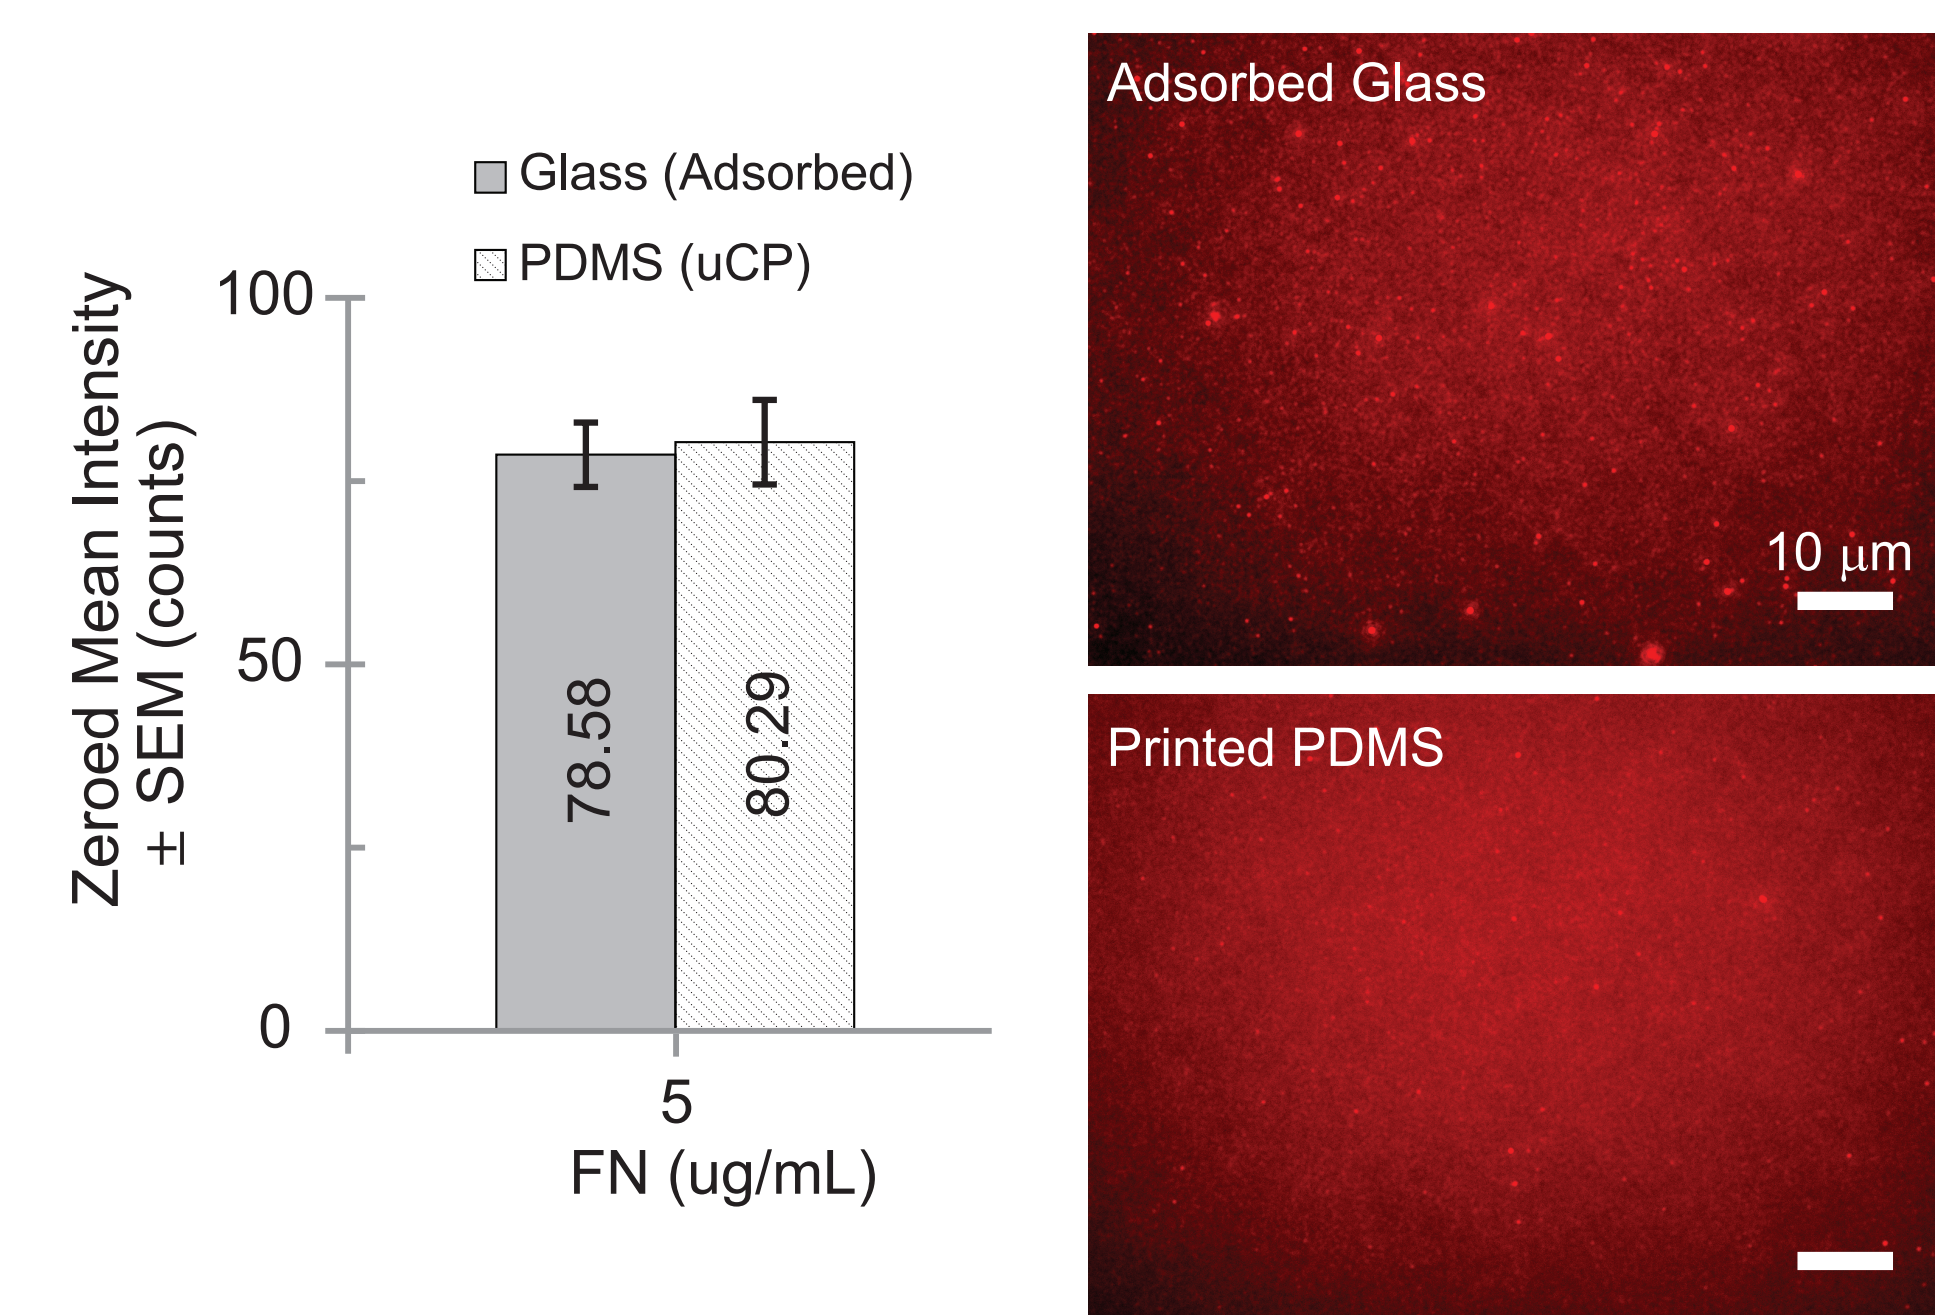 Glass (Adsorbed)
PDMS (uCP)
Zeroed Mean Intensity
± SEM (counts)
100
50
0
78.58
80.29
5
FN (ug/mL)
Adsorbed Glass
10 μm
Printed PDMS